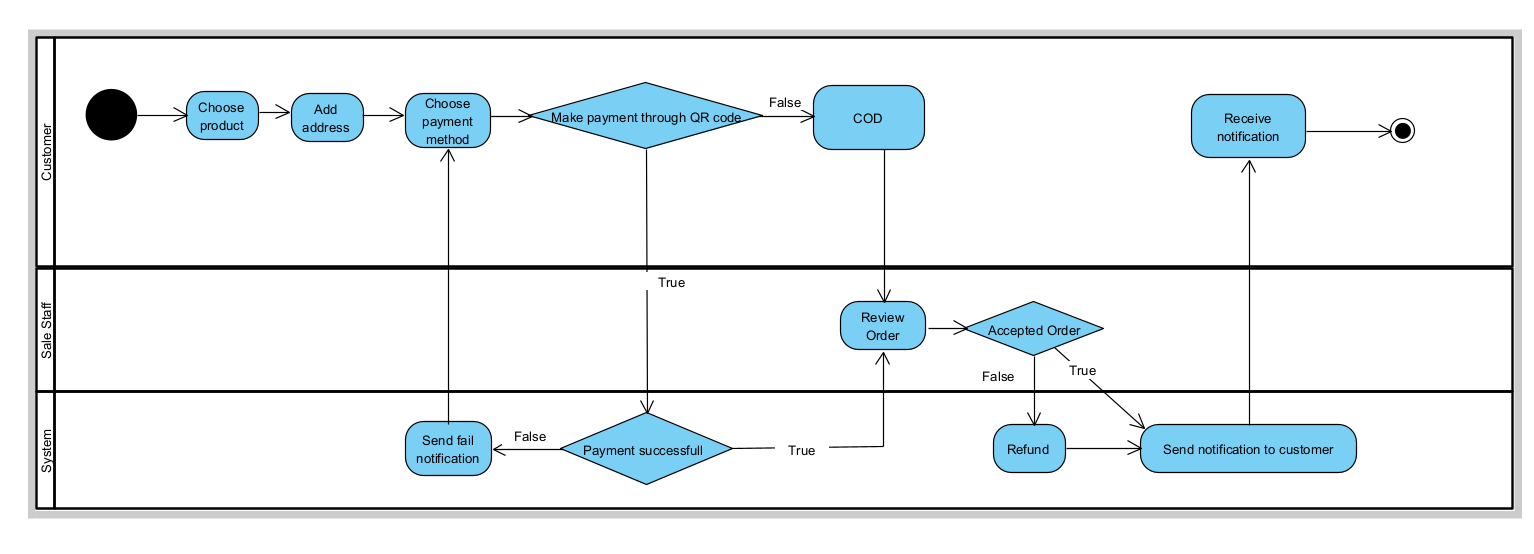 Customer
Choose
product
Add
address
Choose
payment
method
Make payment through QR code
False
COD
Receive
notification
True
Sale Staff
Review
Order
Accepted Order
False
True
System
Send fail
notification
False
Payment successfull
True
Refund
Send notification to customer